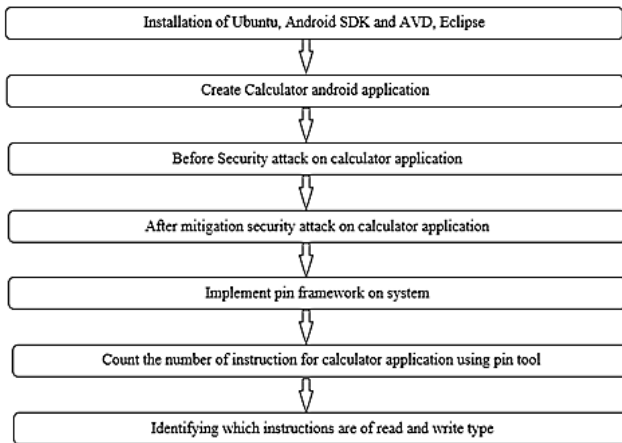 Installation of Ubuntu, Android SDK and AVD, Eclipse
Create Calculator android application
Before Security attack on calculator application
After mitigation security attack on calculator application
Implement pin framework on system
Count the number of instruction for calculator application using pin tool
Identifying which instructions are of read and write type